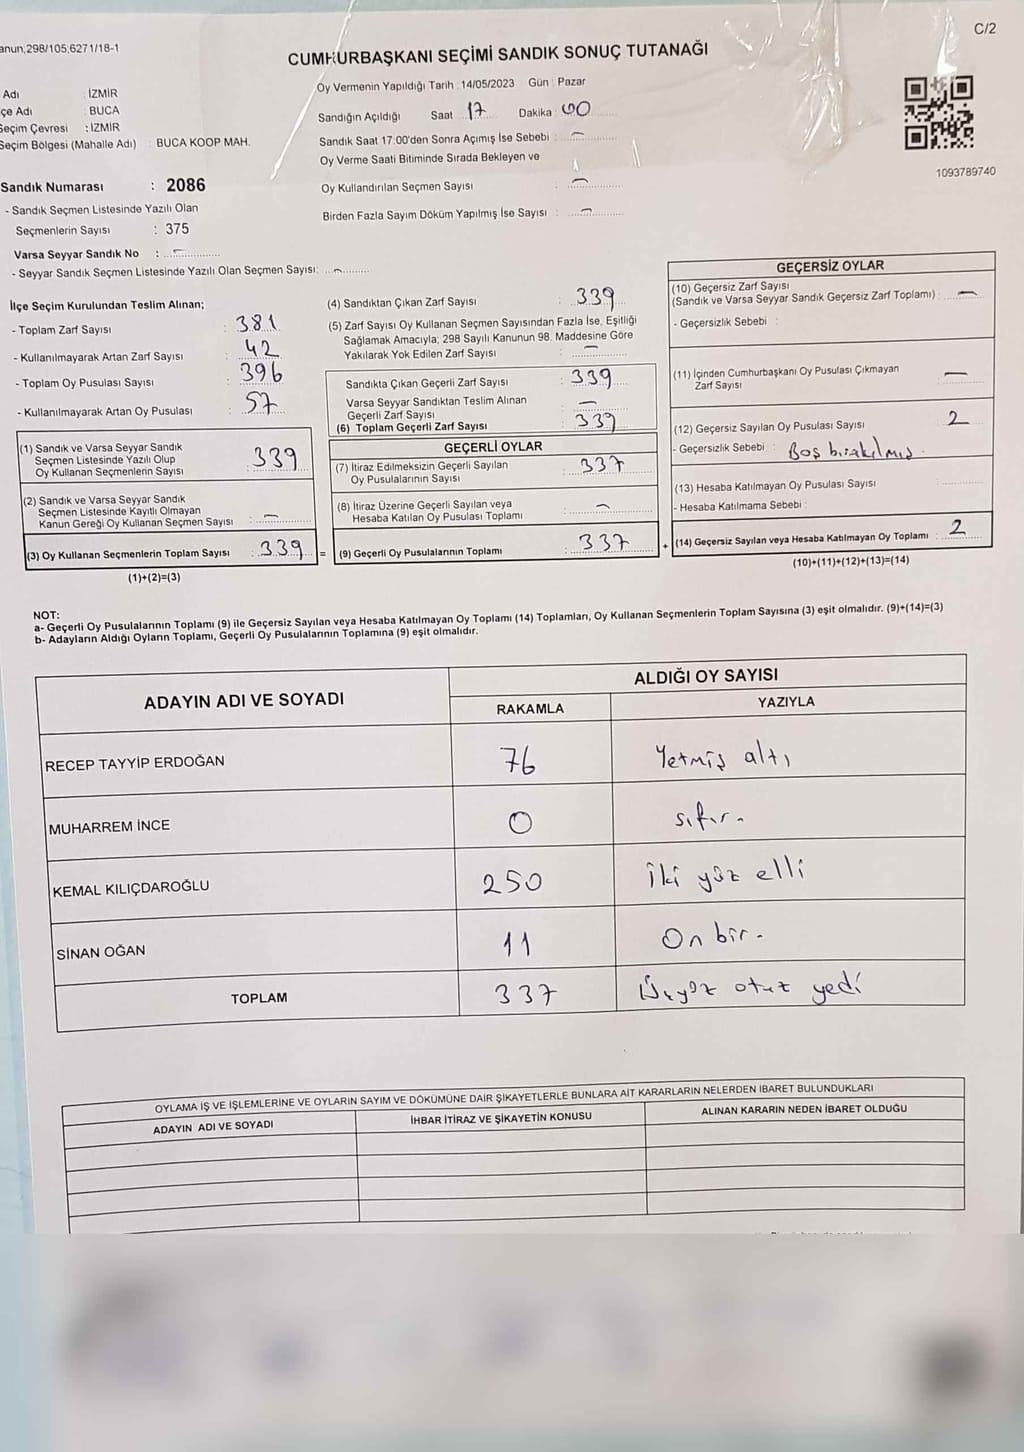 C/2
anun;298/105,6271/18-1
CUMHURBAŞKANI SEÇİMİ SANDIK SONUÇ TUTANAĞI
Adı : İZMİR
çe Adı : BUCA
Seçim Çevresi : İZMİR
Seçim Bölgesi (Mahalle Adı) : BUCA KOOP MAH.
Oy Vermenin Yapıldığı Tarih : 14/05/2023 Gün : Pazar
Sandığın Açıldığı Saat : 17 Dakika : 00
Sandık Saat 17:00'den Sonra Açımış İse Sebebi : –
Oy Verme Saati Bitiminde Sırada Bekleyen ve
Oy Kullandırılan Seçmen Sayısı : –
Birden Fazla Sayım Döküm Yapılmış İse Sayısı : –
1093789740
Sandık Numarası : 2086
- Sandık Seçmen Listesinde Yazılı Olan
Seçmenlerin Sayısı : 375
Varsa Seyyar Sandık No : –
- Seyyar Sandık Seçmen Listesinde Yazılı Olan Seçmen Sayısı: –
İlçe Seçim Kurulundan Teslim Alınan;
- Toplam Zarf Sayısı : 381
- Kullanılmayarak Artan Zarf Sayısı : 42
- Toplam Oy Pusulası Sayısı : 396
- Kullanılmayarak Artan Oy Pusulası : 57
(1) Sandık ve Varsa Seyyar Sandık
Seçmen Listesinde Yazılı Olup
Oy Kullanan Seçmenlerin Sayısı : 339
(2) Sandık ve Varsa Seyyar Sandık
Seçmen Listesinde Kayıtlı Olmayan
Kanun Gereği Oy Kullanan Seçmen Sayısı : –
(3) Oy Kullanan Seçmenlerin Toplam Sayısı : 339 =
(1)+(2)=(3)
(4) Sandıktan Çıkan Zarf Sayısı : 339
(5) Zarf Sayısı Oy Kullanan Seçmen Sayısından Fazla İse, Eşitliği
Sağlamak Amacıyla; 298 Sayılı Kanunun 98. Maddesine Göre
Yakılarak Yok Edilen Zarf Sayısı : –
Sandıkta Çıkan Geçerli Zarf Sayısı : 339
Varsa Seyyar Sandıktan Teslim Alınan
Geçerli Zarf Sayısı : –
(6) Toplam Geçerli Zarf Sayısı : 339
GEÇERLİ OYLAR
(7) İtiraz Edilmeksizin Geçerli Sayılan
Oy Pusulalarının Sayısı : 337
(8) İtiraz Üzerine Geçerli Sayılan veya
Hesaba Katılan Oy Pusulası Toplamı : –
(9) Geçerli Oy Pusulalarının Toplamı : 337 +
GEÇERSİZ OYLAR
(10) Geçersiz Zarf Sayısı
(Sandık ve Varsa Seyyar Sandık Geçersiz Zarf Toplamı) : –
- Geçersizlik Sebebi :
(11) İçinden Cumhurbaşkanı Oy Pusulası Çıkmayan
Zarf Sayısı –
(12) Geçersiz Sayılan Oy Pusulası Sayısı : 2
- Geçersizlik Sebebi : Boş bırakılmış
(13) Hesaba Katılmayan Oy Pusulası Sayısı :
- Hesaba Katılmama Sebebi :
(14) Geçersiz Sayılan veya Hesaba Katılmayan Oy Toplamı : 2
(10)+(11)+(12)+(13)=(14)
NOT:
a- Geçerli Oy Pusulalarının Toplamı (9) ile Geçersiz Sayılan veya Hesaba Katılmayan Oy Toplamı (14) Toplamları, Oy Kullanan Seçmenlerin Toplam Sayısına (3) eşit olmalıdır. (9)+(14)=(3)
b- Adayların Aldığı Oyların Toplamı, Geçerli Oy Pusulalarının Toplamına (9) eşit olmalıdır.
ADAYIN ADI VE SOYADI ALDIĞI OY SAYISI
RAKAMLA YAZIYLA
RECEP TAYYİP ERDOĞAN 76 Yetmiş altı
MUHARREM İNCE 0 sıfır.
KEMAL KILIÇDAROĞLU 250 İki yüz elli
SİNAN OĞAN 11 On bir.
TOPLAM 337 Üçyüz otuz yedi
OYLAMA İŞ VE İŞLEMLERİNE VE OYLARIN SAYIM VE DÖKÜMÜNE DAİR ŞİKAYETLERLE BUNLARA AİT KARARLARIN NELERDEN İBARET BULUNDUKLARI
ADAYIN ADI VE SOYADI İHBAR İTİRAZ VE ŞİKAYETİN KONUSU ALINAN KARARIN NEDEN İBARET OLDUĞU